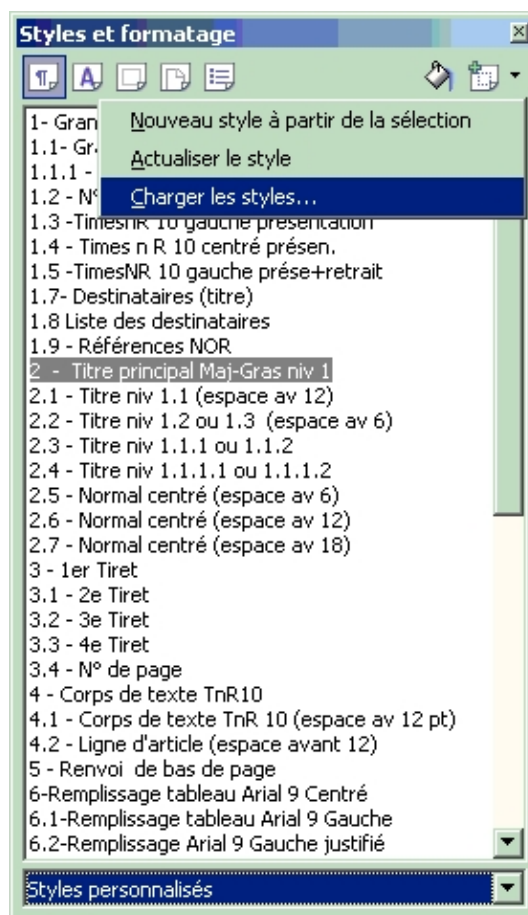 Styles et formatage
Nouveau style à partir de la sélection
Actualiser le style
Charger les styles...
1- Gran
1.1- Gr
1.1.1 -
1.2 - N°
1.3 -TimesnR 10 gauche présentation
1.4 - Times n R 10 centré présen.
1.5 -TimesNR 10 gauche prése+retrait
1.7- Destinataires (titre)
1.8 Liste des destinataires
1.9 - Références NOR
2 - Titre principal Maj-Gras niv 1
2.1 - Titre niv 1.1 (espace av 12)
2.2 - Titre niv 1.2 ou 1.3 (espace av 6)
2.3 - Titre niv 1.1.1 ou 1.1.2
2.4 - Titre niv 1.1.1.1 ou 1.1.1.2
2.5 - Normal centré (espace av 6)
2.6 - Normal centré (espace av 12)
2.7 - Normal centré (espace av 18)
3 - 1er Tiret
3.1 - 2e Tiret
3.2 - 3e Tiret
3.3 - 4e Tiret
3.4 - N° de page
4 - Corps de texte TnR10
4.1 - Corps de texte TnR 10 (espace av 12 pt)
4.2 - Ligne d'article (espace avant 12)
5 - Renvoi de bas de page
6-Remplissage tableau Arial 9 Centré
6.1-Remplissage tableau Arial 9 Gauche
6.2-Remplissage Arial 9 Gauche justifié
Styles personnalisés